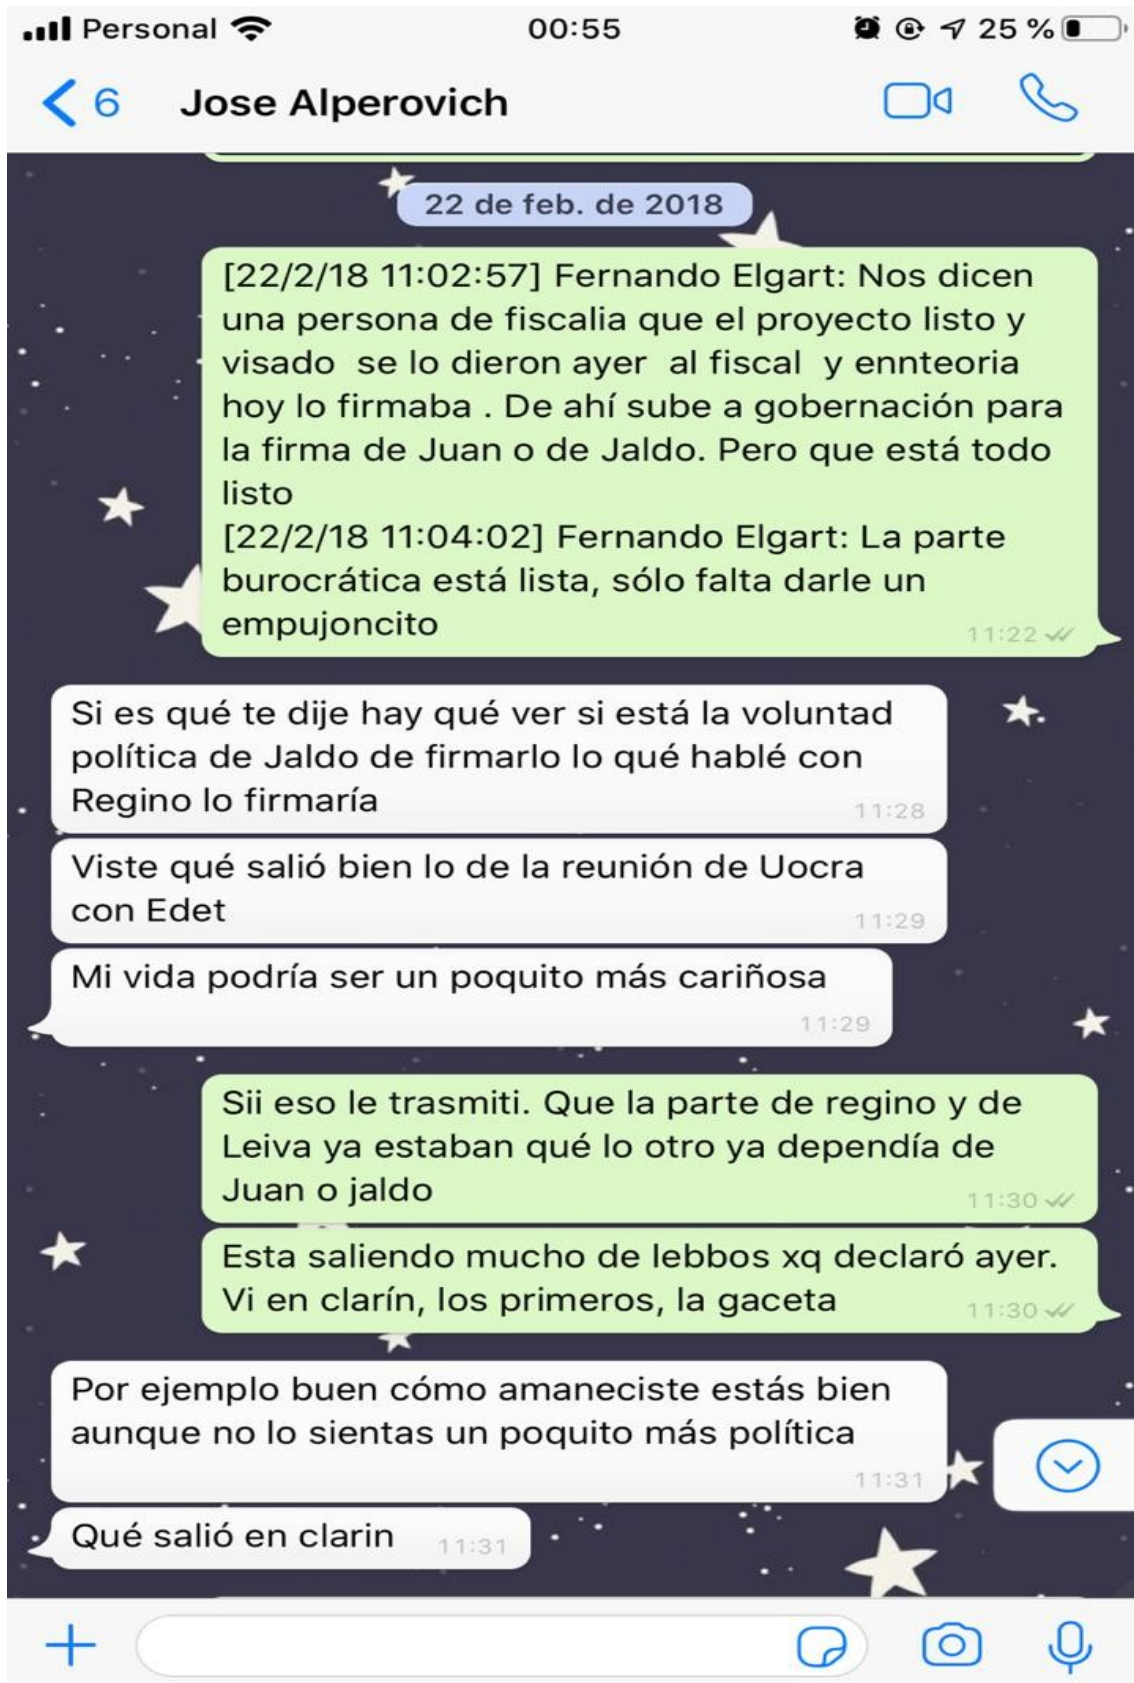 Personal 00:55 25 %
6 Jose Alperovich
22 de feb. de 2018
[22/2/18 11:02:57] Fernando Elgart: Nos dicen
una persona de fiscalia que el proyecto listo y
visado se lo dieron ayer al fiscal y ennteoria
hoy lo firmaba . De ahí sube a gobernación para
la firma de Juan o de Jaldo. Pero que está todo
listo
[22/2/18 11:04:02] Fernando Elgart: La parte
burocrática está lista, sólo falta darle un
empujoncito
11:22
Si es qué te dije hay qué ver si está la voluntad
política de Jaldo de firmarlo lo qué hablé con
Regino lo firmaría
11:28
Viste qué salió bien lo de la reunión de Uocra
con Edet
11:29
Mi vida podría ser un poquito más cariñosa
11:29
Sii eso le trasmiti. Que la parte de regino y de
Leiva ya estaban qué lo otro ya dependía de
Juan o jaldo
11:30
Esta saliendo mucho de lebbos xq declaró ayer.
Vi en clarín, los primeros, la gaceta
11:30
Por ejemplo buen cómo amaneciste estás bien
aunque no lo sientas un poquito más política
11:31
Qué salió en clarin 11:31